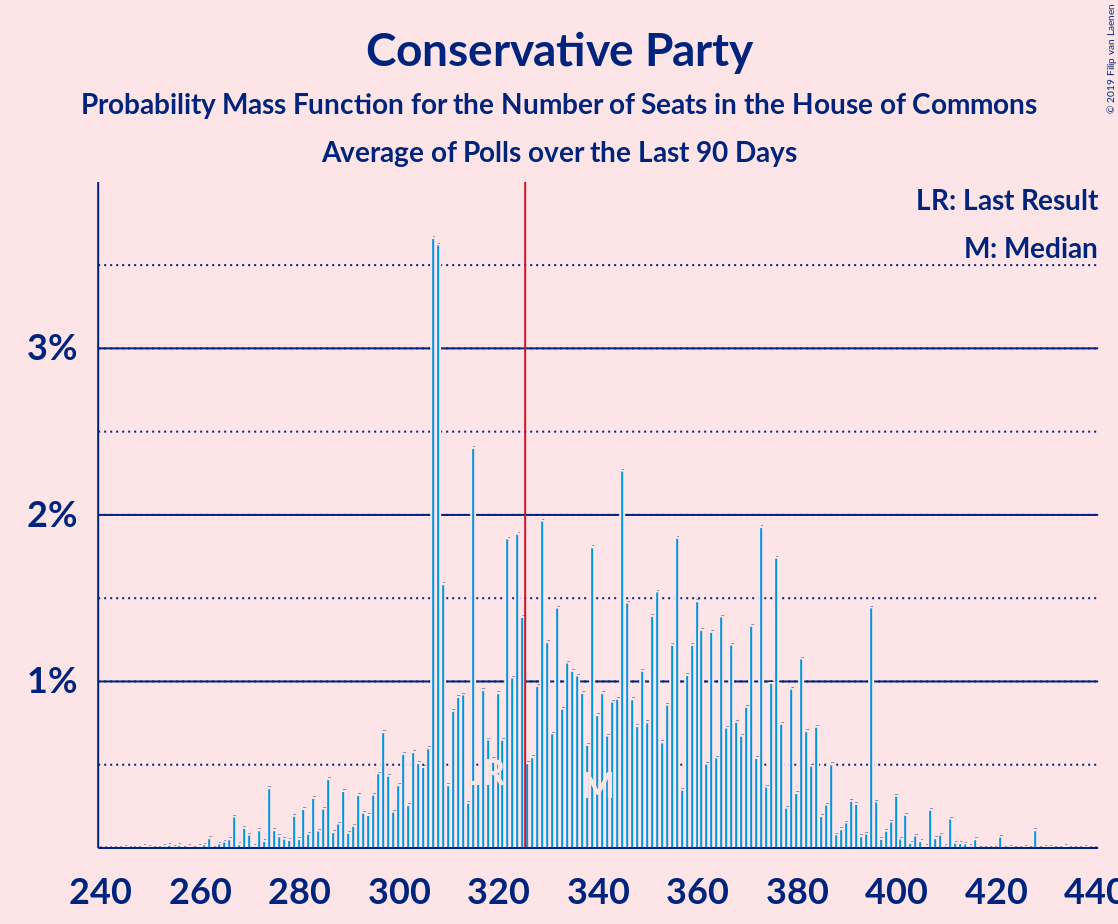 Conservative Party
Probability Mass Function for the Number of Seats in the House of Commons
Average of Polls over the Last 90 Days
© 2019 Filip van Laenen
LR: Last Result
M: Median
3%
2%
1%
LR
M
240 260 280 300 320 340 360 380 400 420 440